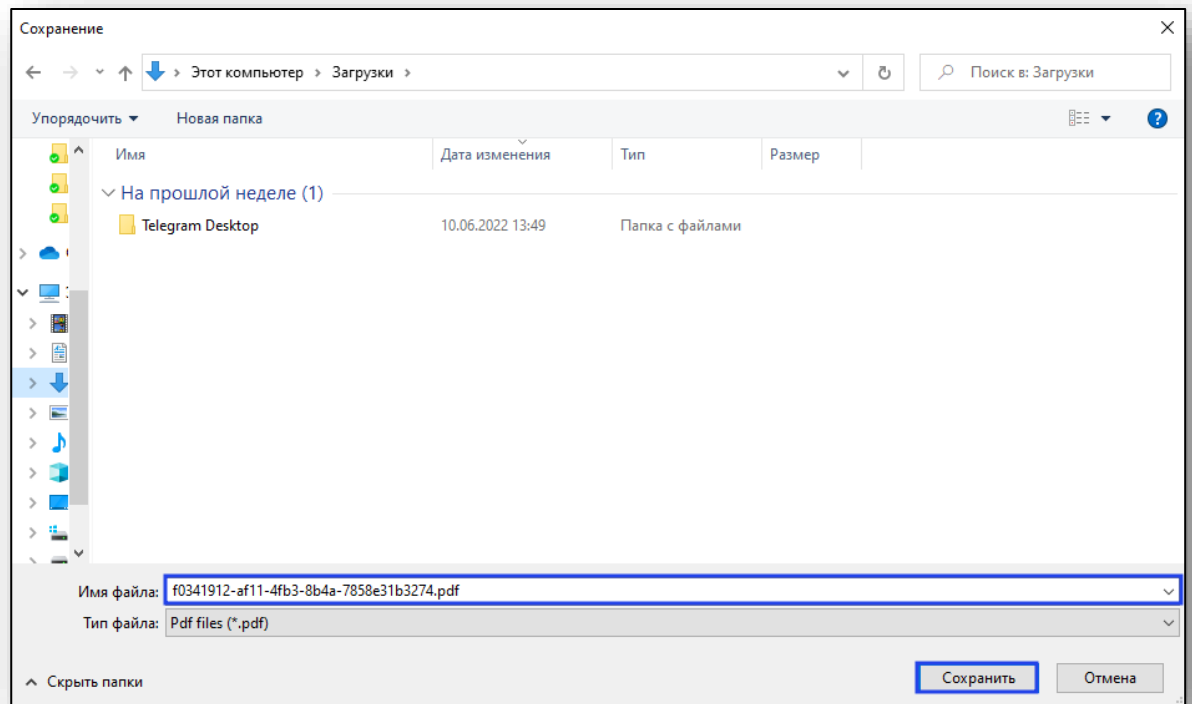 Сохранение
Этот компьютер › Загрузки ›
Поиск в: Загрузки
Упорядочить
Новая папка
Имя Дата изменения Тип Размер
На прошлой неделе (1)
Telegram Desktop 10.06.2022 13:49 Папка с файлами
Имя файла: f0341912-af11-4fb3-8b4a-7858e31b3274.pdf
Тип файла: Pdf files (*.pdf)
Скрыть папки
Сохранить
Отмена